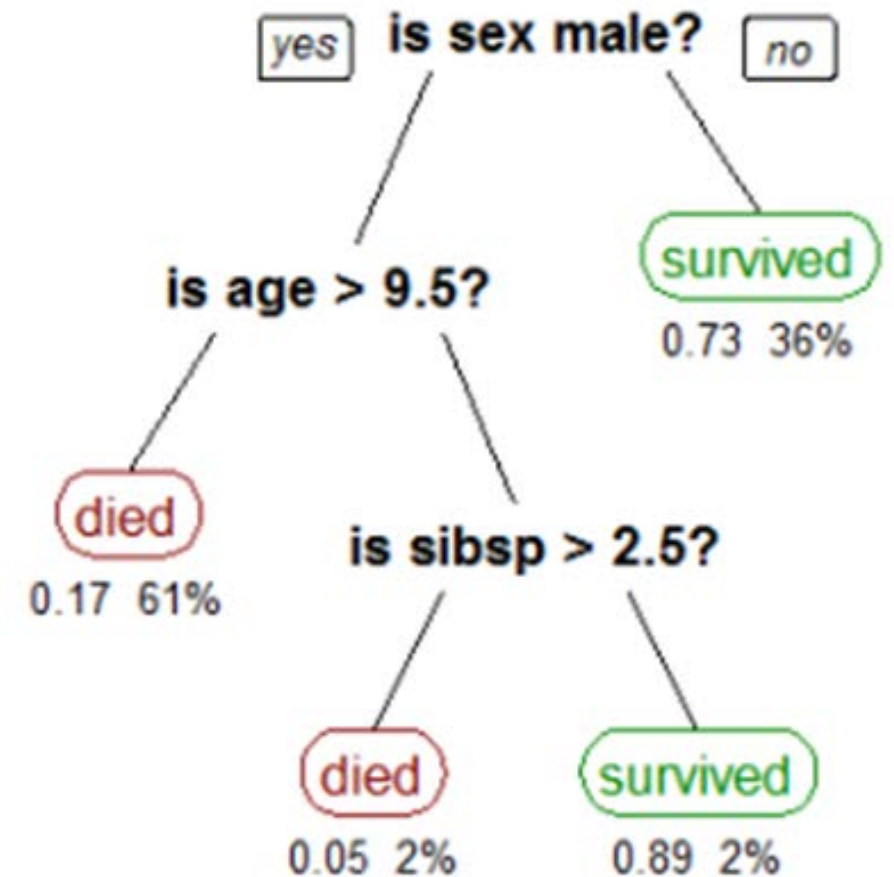 yes is sex male? no
is age > 9.5?
survived
0.73 36%
died
0.17 61%
is sibsp > 2.5?
died
0.05 2%
survived
0.89 2%